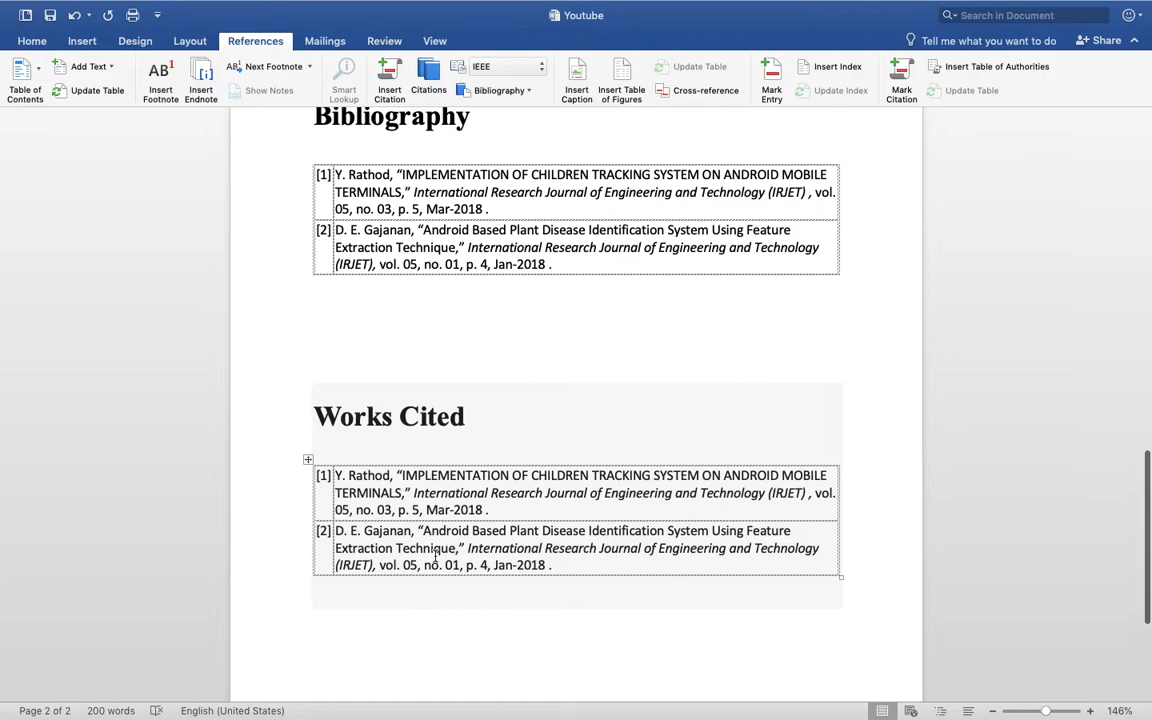 Youtube
Search in Document
Home Insert Design Layout References Mailings Review View Tell me what you want to do Share
Table of Contents
Add Text
Update Table
AB1 Insert Footnote
Insert Endnote
AB1 Next Footnote
Show Notes
Smart Lookup
Insert Citation
Citations
IEEE
Bibliography
Insert Caption
Insert Table of Figures
Update Table
Cross-reference
Mark Entry
Insert Index
Update Index
Mark Citation
Insert Table of Authorities
Update Table
Bibliography
[1] Y. Rathod, “IMPLEMENTATION OF CHILDREN TRACKING SYSTEM ON ANDROID MOBILE
TERMINALS,” International Research Journal of Engineering and Technology (IRJET) , vol.
05, no. 03, p. 5, Mar-2018 .
[2] D. E. Gajanan, “Android Based Plant Disease Identification System Using Feature
Extraction Technique,” International Research Journal of Engineering and Technology
(IRJET), vol. 05, no. 01, p. 4, Jan-2018 .
Works Cited
[1] Y. Rathod, “IMPLEMENTATION OF CHILDREN TRACKING SYSTEM ON ANDROID MOBILE
TERMINALS,” International Research Journal of Engineering and Technology (IRJET) , vol.
05, no. 03, p. 5, Mar-2018 .
[2] D. E. Gajanan, “Android Based Plant Disease Identification System Using Feature
Extraction Technique,” International Research Journal of Engineering and Technology
(IRJET), vol. 05, no. 01, p. 4, Jan-2018 .
Page 2 of 2 200 words English (United States) 146%